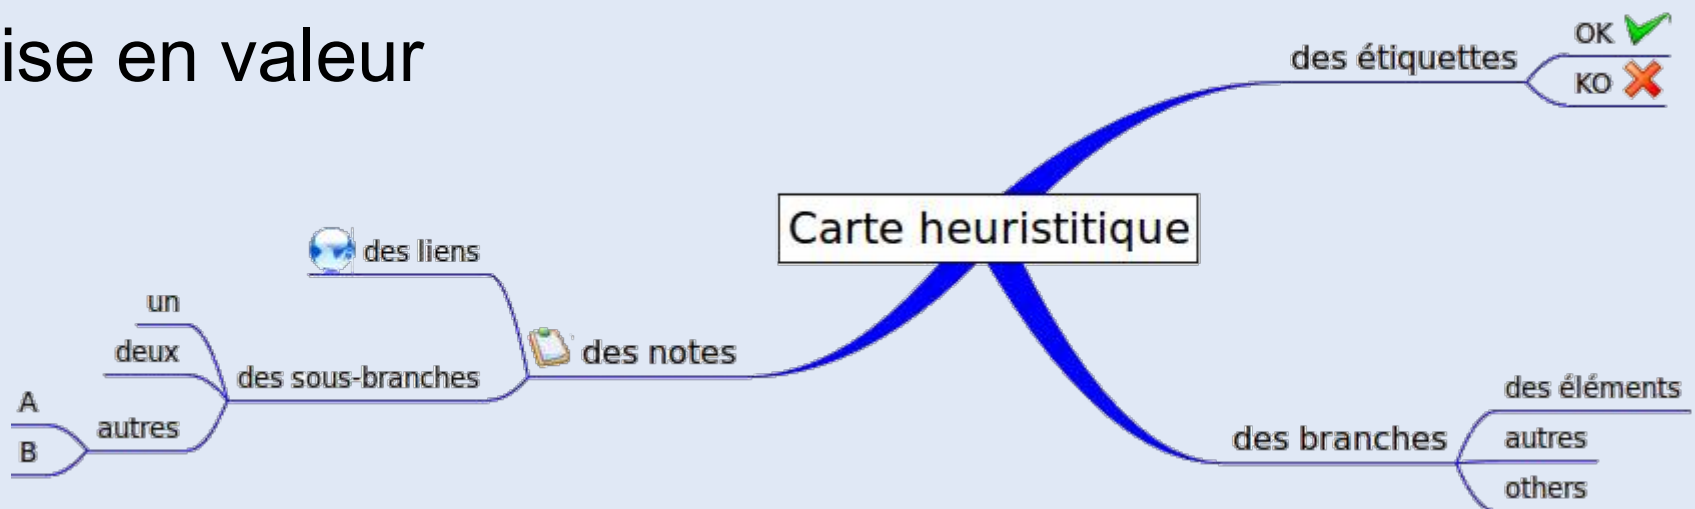 ise en valeur
des étiquettes
OK
KO
Carte heuristitique
des liens
des notes
un
deux
des sous-branches
autres
A
B
des branches
des éléments
autres
others